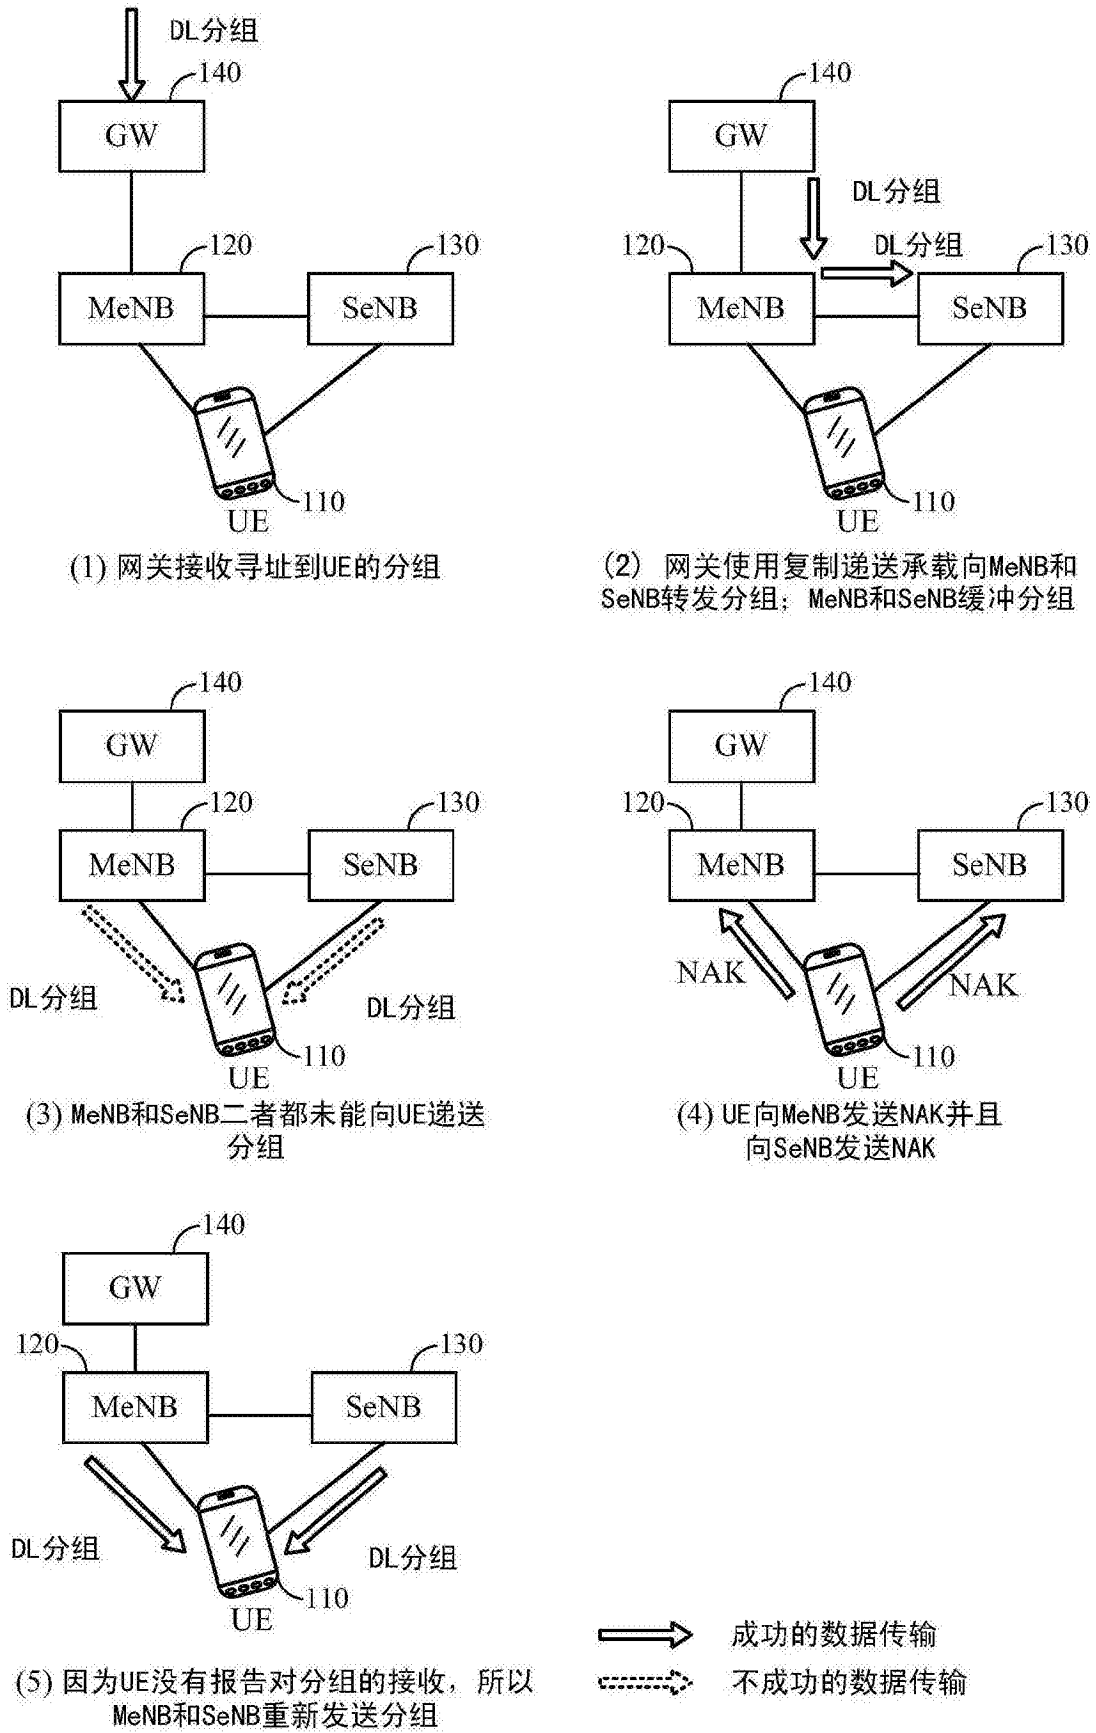 DL分组
140
GW
120
130
MeNB
SeNB
110
UE
(1) 网关接收寻址到UE的分组
140
GW
DL分组
120
DL分组
130
MeNB
SeNB
110
UE
(2) 网关使用复制递送承载向MeNB和
SeNB转发分组；MeNB和SeNB缓冲分组
140
GW
120
130
MeNB
SeNB
DL分组
DL分组
110
UE
(3) MeNB和SeNB二者都未能向UE递送
分组
140
GW
120
130
MeNB
SeNB
NAK
NAK
110
UE
(4) UE向MeNB发送NAK并且
向SeNB发送NAK
140
GW
120
130
MeNB
SeNB
DL分组
DL分组
110
UE
(5) 因为UE没有报告对分组的接收，所以
MeNB和SeNB重新发送分组
成功的数据传输
不成功的数据传输